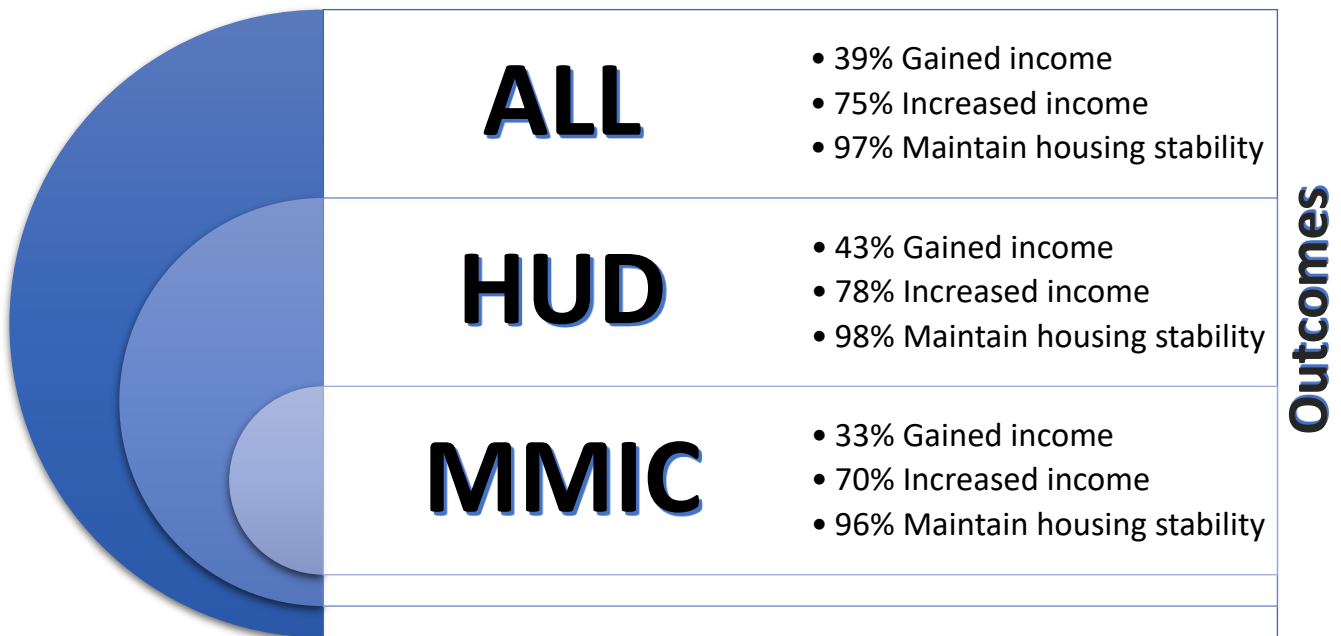 ALL
• 39% Gained income
• 75% Increased income
• 97% Maintain housing stability
HUD
• 43% Gained income
• 78% Increased income
• 98% Maintain housing stability
MMIC
• 33% Gained income
• 70% Increased income
• 96% Maintain housing stability
Outcomes